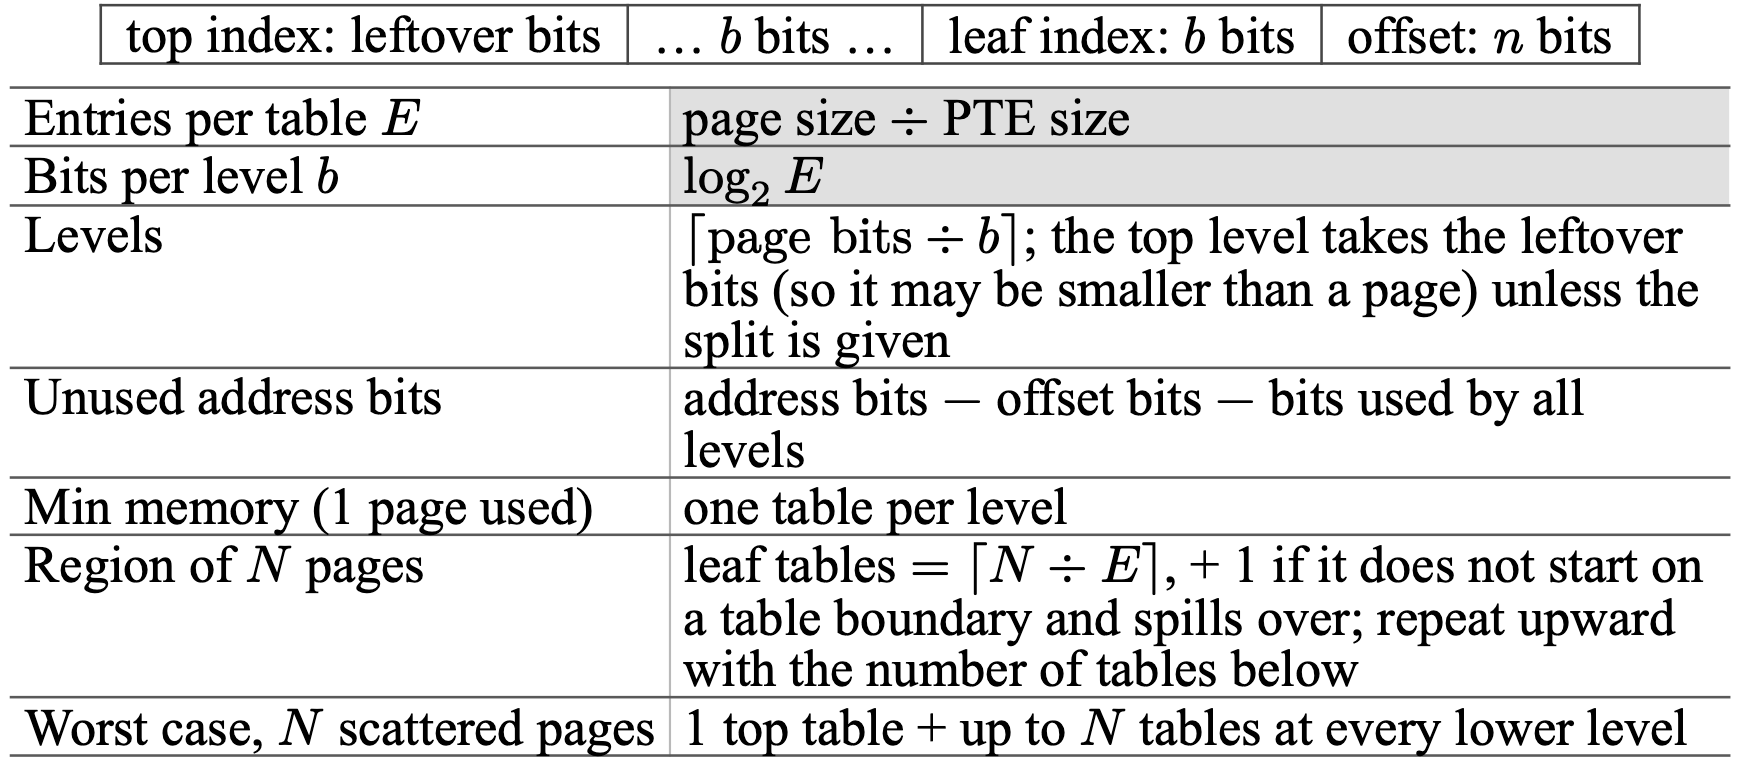 top index: leftover bits … b bits … leaf index: b bits offset: n bits
Entries per table E page size ÷ PTE size
Bits per level b log₂ E
Levels ⌈page bits ÷ b⌉; the top level takes the leftover
bits (so it may be smaller than a page) unless the
split is given
Unused address bits address bits − offset bits − bits used by all
levels
Min memory (1 page used) one table per level
Region of N pages leaf tables = ⌈N ÷ E⌉, + 1 if it does not start on
a table boundary and spills over; repeat upward
with the number of tables below
Worst case, N scattered pages 1 top table + up to N tables at every lower level